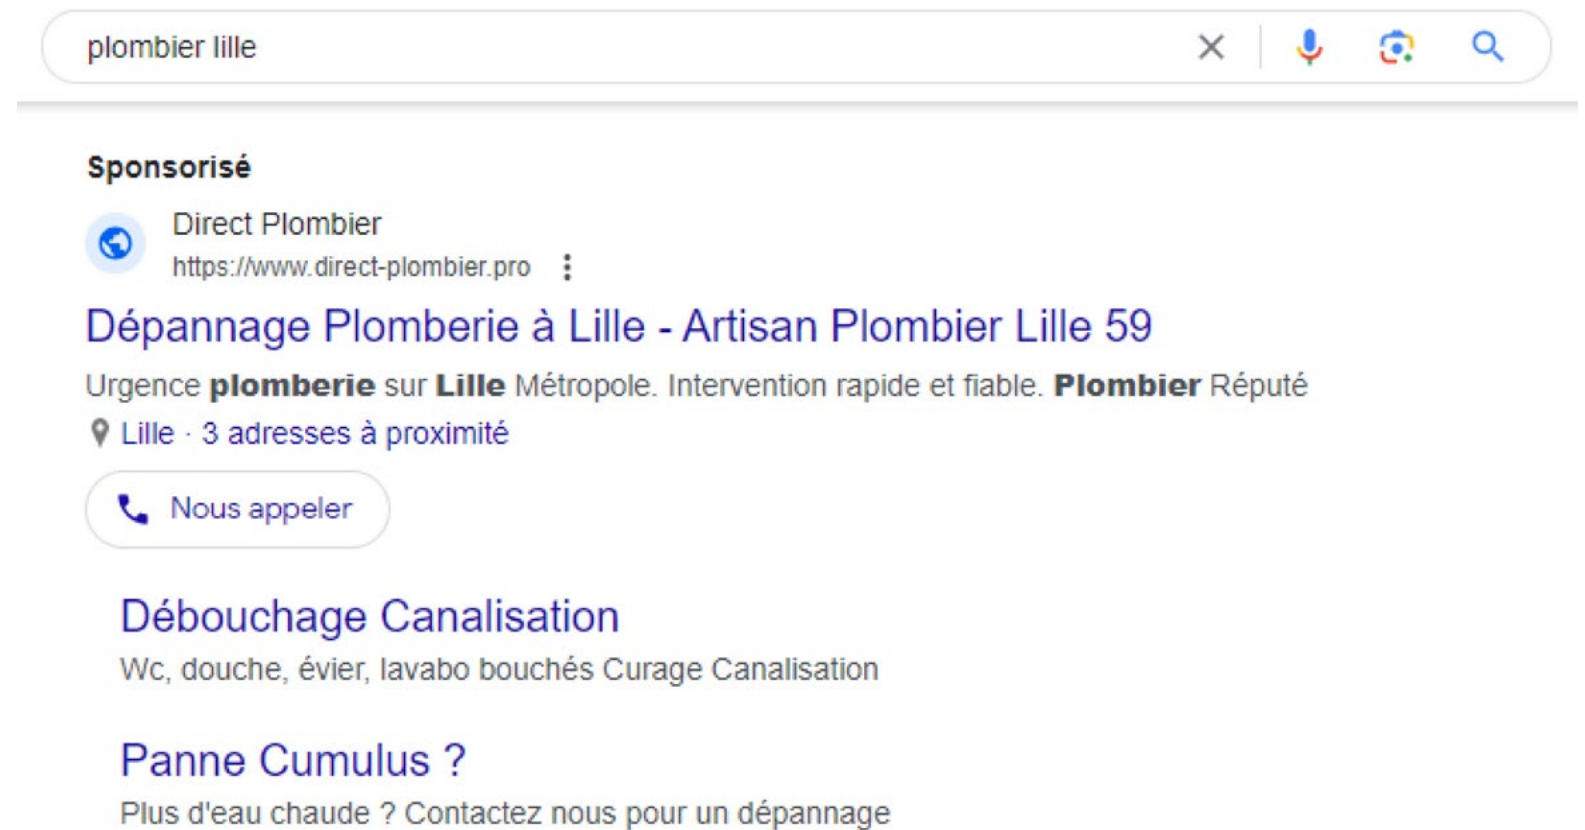 plombier lille
Sponsorisé
Direct Plombier
https://www.direct-plombier.pro
Dépannage Plomberie à Lille - Artisan Plombier Lille 59
Urgence plomberie sur Lille Métropole. Intervention rapide et fiable. Plombier Réputé
Lille · 3 adresses à proximité
Nous appeler
Débouchage Canalisation
Wc, douche, évier, lavabo bouchés Curage Canalisation
Panne Cumulus ?
Plus d'eau chaude ? Contactez nous pour un dépannage